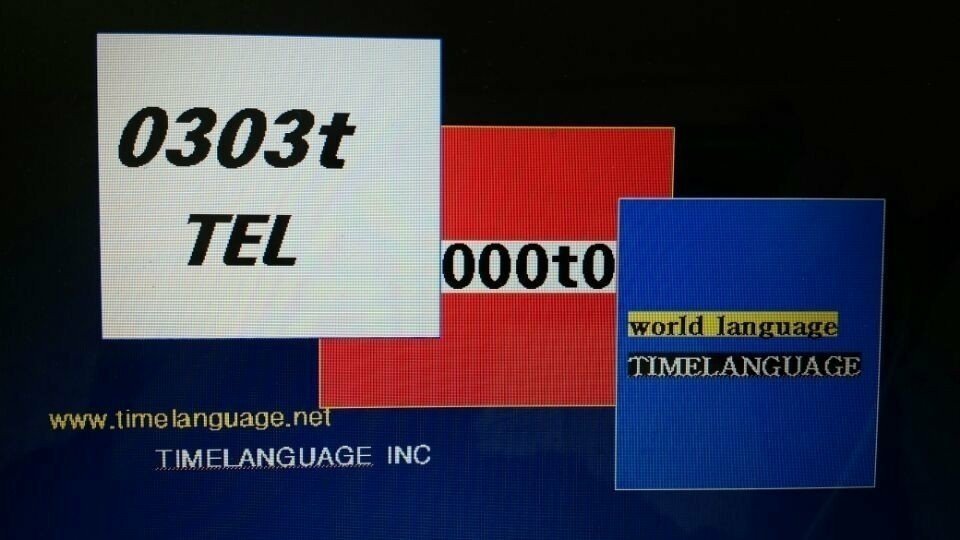 0303t
TEL
000t0
world language
TIMELANGUAGE
www.timelanguage.net
TIMELANGUAGE INC